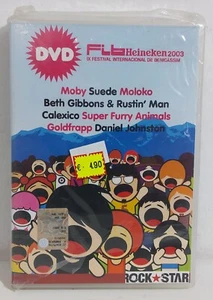 DVD
FIB Heineken 2003
IX FESTIVAL INTERNACIONAL DE BENICÀSSIM
Moby Suede Moloko
Beth Gibbons & Rustin' Man
Calexico Super Furry Animals
Goldfrapp Daniel Johnston
€ 4,90
ROCK★STAR